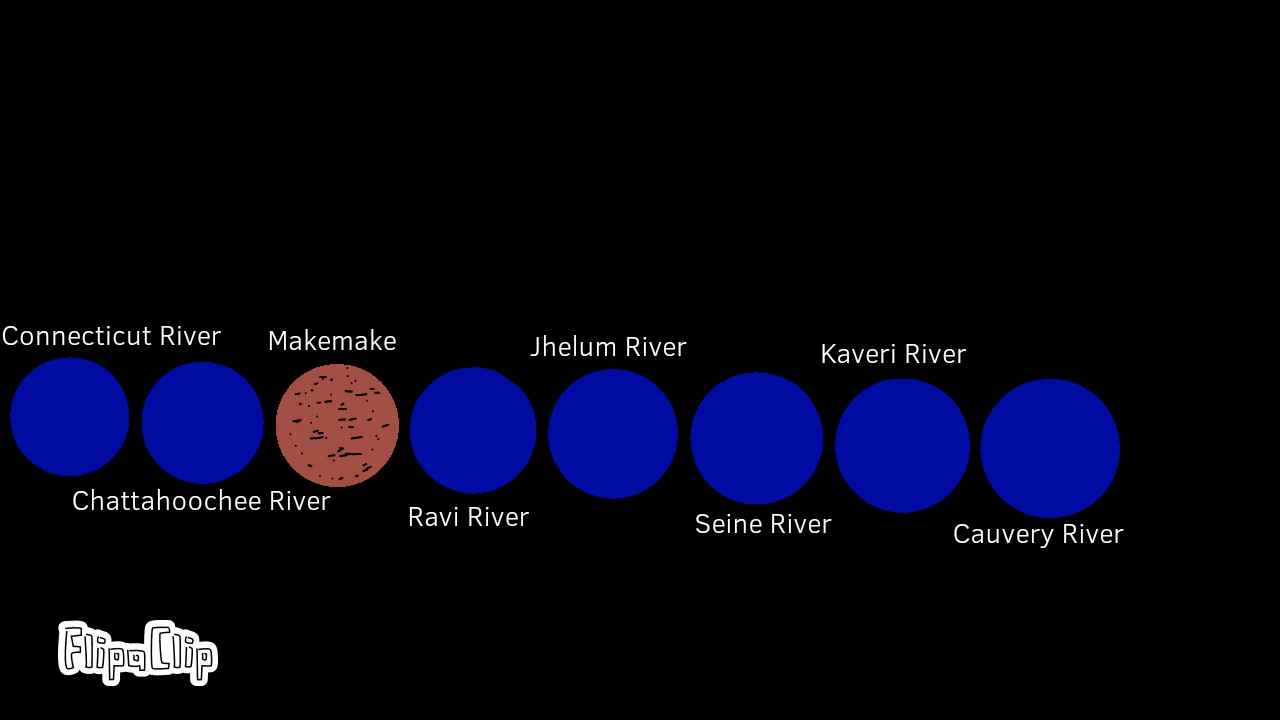 Connecticut River
Chattahoochee River
Makemake
Ravi River
Jhelum River
Seine River
Kaveri River
Cauvery River
FlipaClip